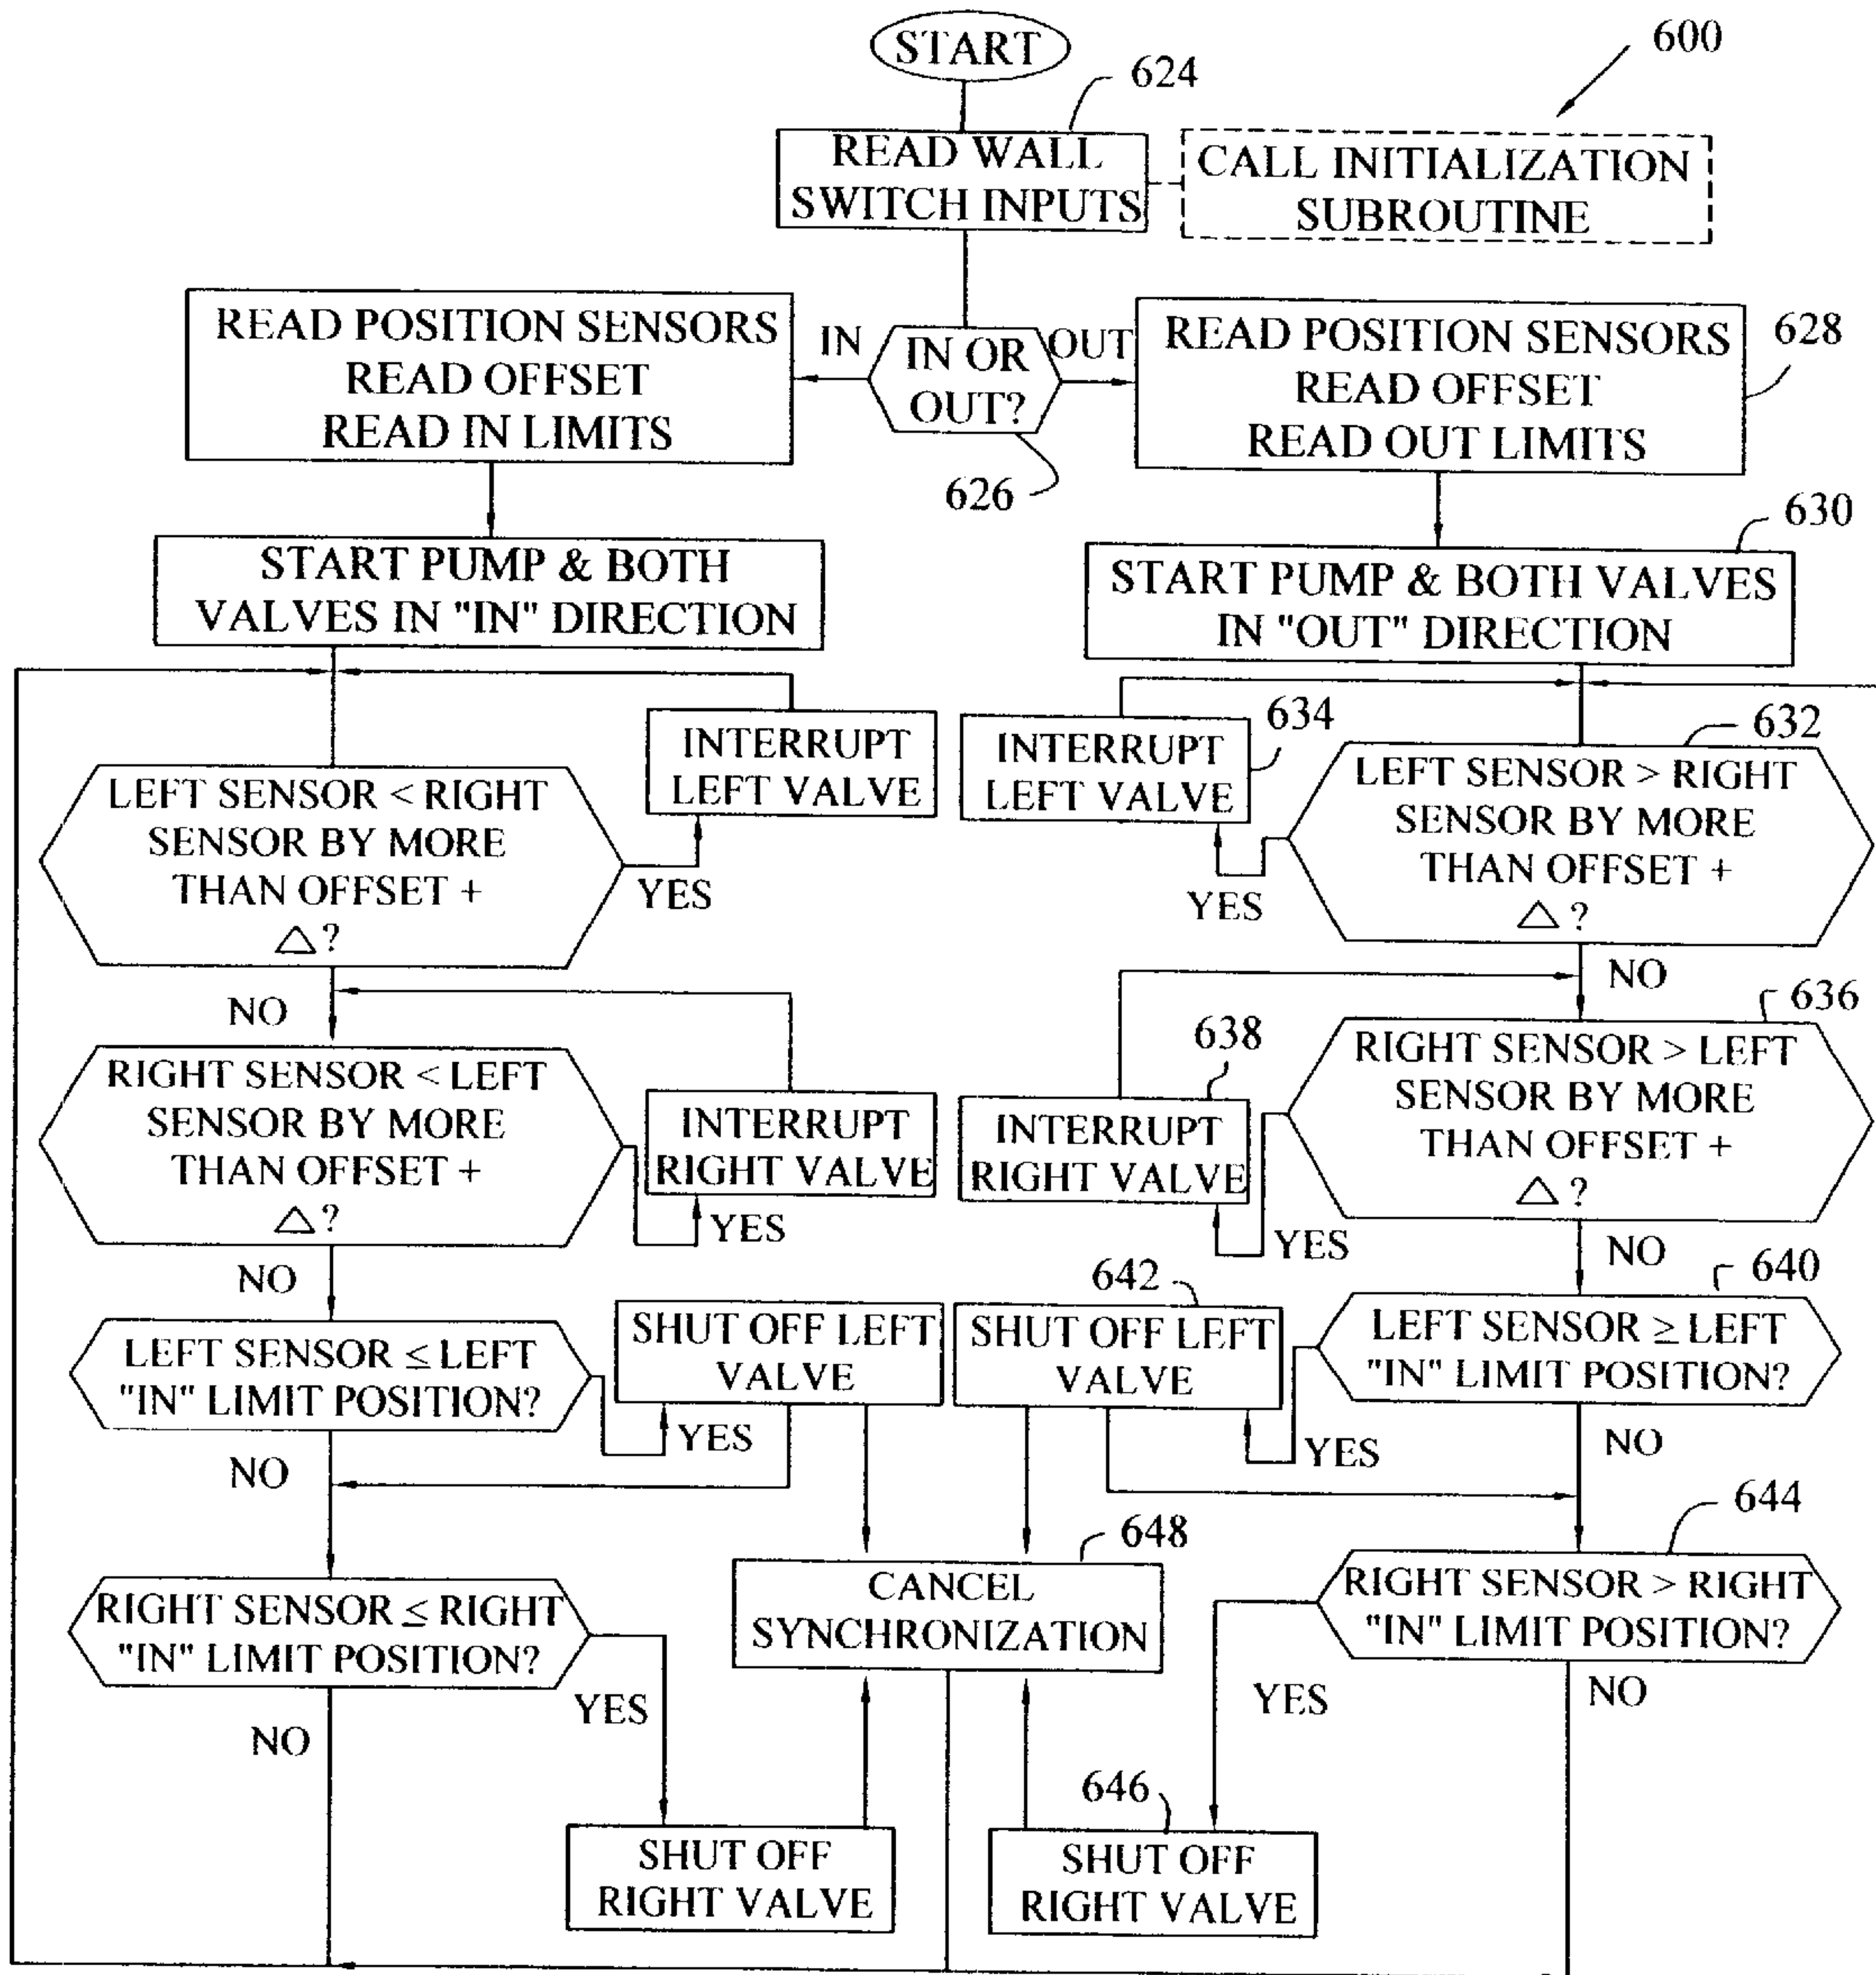 START
600
624
READ WALL
SWITCH INPUTS
CALL INITIALIZATION
SUBROUTINE
READ POSITION SENSORS
READ OFFSET
READ IN LIMITS
IN
IN OR
OUT?
OUT
626
READ POSITION SENSORS
READ OFFSET
READ OUT LIMITS
628
START PUMP & BOTH
VALVES IN "IN" DIRECTION
630
START PUMP & BOTH VALVES
IN "OUT" DIRECTION
INTERRUPT
LEFT VALVE
INTERRUPT
LEFT VALVE
634
632
LEFT SENSOR < RIGHT
SENSOR BY MORE
THAN OFFSET +
△ ?
YES
NO
LEFT SENSOR > RIGHT
SENSOR BY MORE
THAN OFFSET +
△ ?
YES
NO
636
RIGHT SENSOR < LEFT
SENSOR BY MORE
THAN OFFSET +
△ ?
YES
NO
INTERRUPT
RIGHT VALVE
638
INTERRUPT
RIGHT VALVE
RIGHT SENSOR > LEFT
SENSOR BY MORE
THAN OFFSET +
△ ?
YES
NO
640
LEFT SENSOR ≤ LEFT
"IN" LIMIT POSITION?
YES
NO
SHUT OFF LEFT
VALVE
642
SHUT OFF LEFT
VALVE
LEFT SENSOR ≥ LEFT
"IN" LIMIT POSITION?
YES
NO
644
RIGHT SENSOR ≤ RIGHT
"IN" LIMIT POSITION?
YES
NO
648
CANCEL
SYNCHRONIZATION
RIGHT SENSOR > RIGHT
"IN" LIMIT POSITION?
YES
NO
SHUT OFF
RIGHT VALVE
646
SHUT OFF
RIGHT VALVE